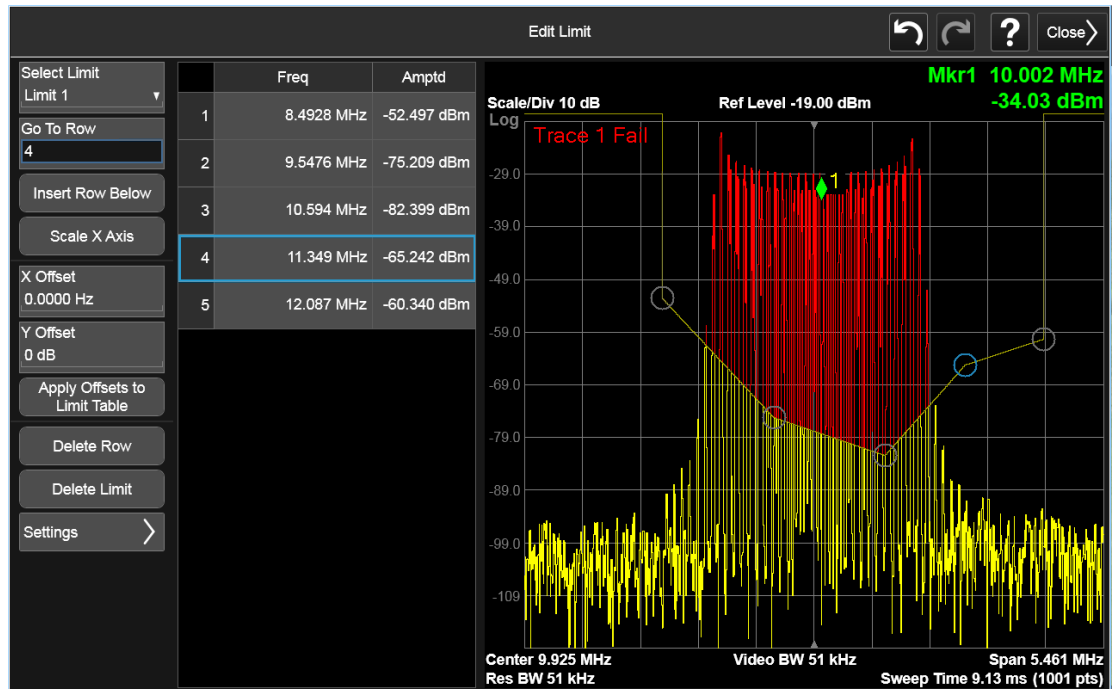 Edit Limit
?
Close
Select Limit
Limit 1
Go To Row
4
Insert Row Below
Scale X Axis
X Offset
0.0000 Hz
Y Offset
0 dB
Apply Offsets to
Limit Table
Delete Row
Delete Limit
Settings
Freq Amptd
1 8.4928 MHz -52.497 dBm
2 9.5476 MHz -75.209 dBm
3 10.594 MHz -82.399 dBm
4 11.349 MHz -65.242 dBm
5 12.087 MHz -60.340 dBm
Mkr1 10.002 MHz
-34.03 dBm
Scale/Div 10 dB Ref Level -19.00 dBm
Log
Trace 1 Fail
1
-29.0
-39.0
-49.0
-59.0
-69.0
-79.0
-89.0
-99.0
-109
Center 9.925 MHz Video BW 51 kHz Span 5.461 MHz
Res BW 51 kHz Sweep Time 9.13 ms (1001 pts)